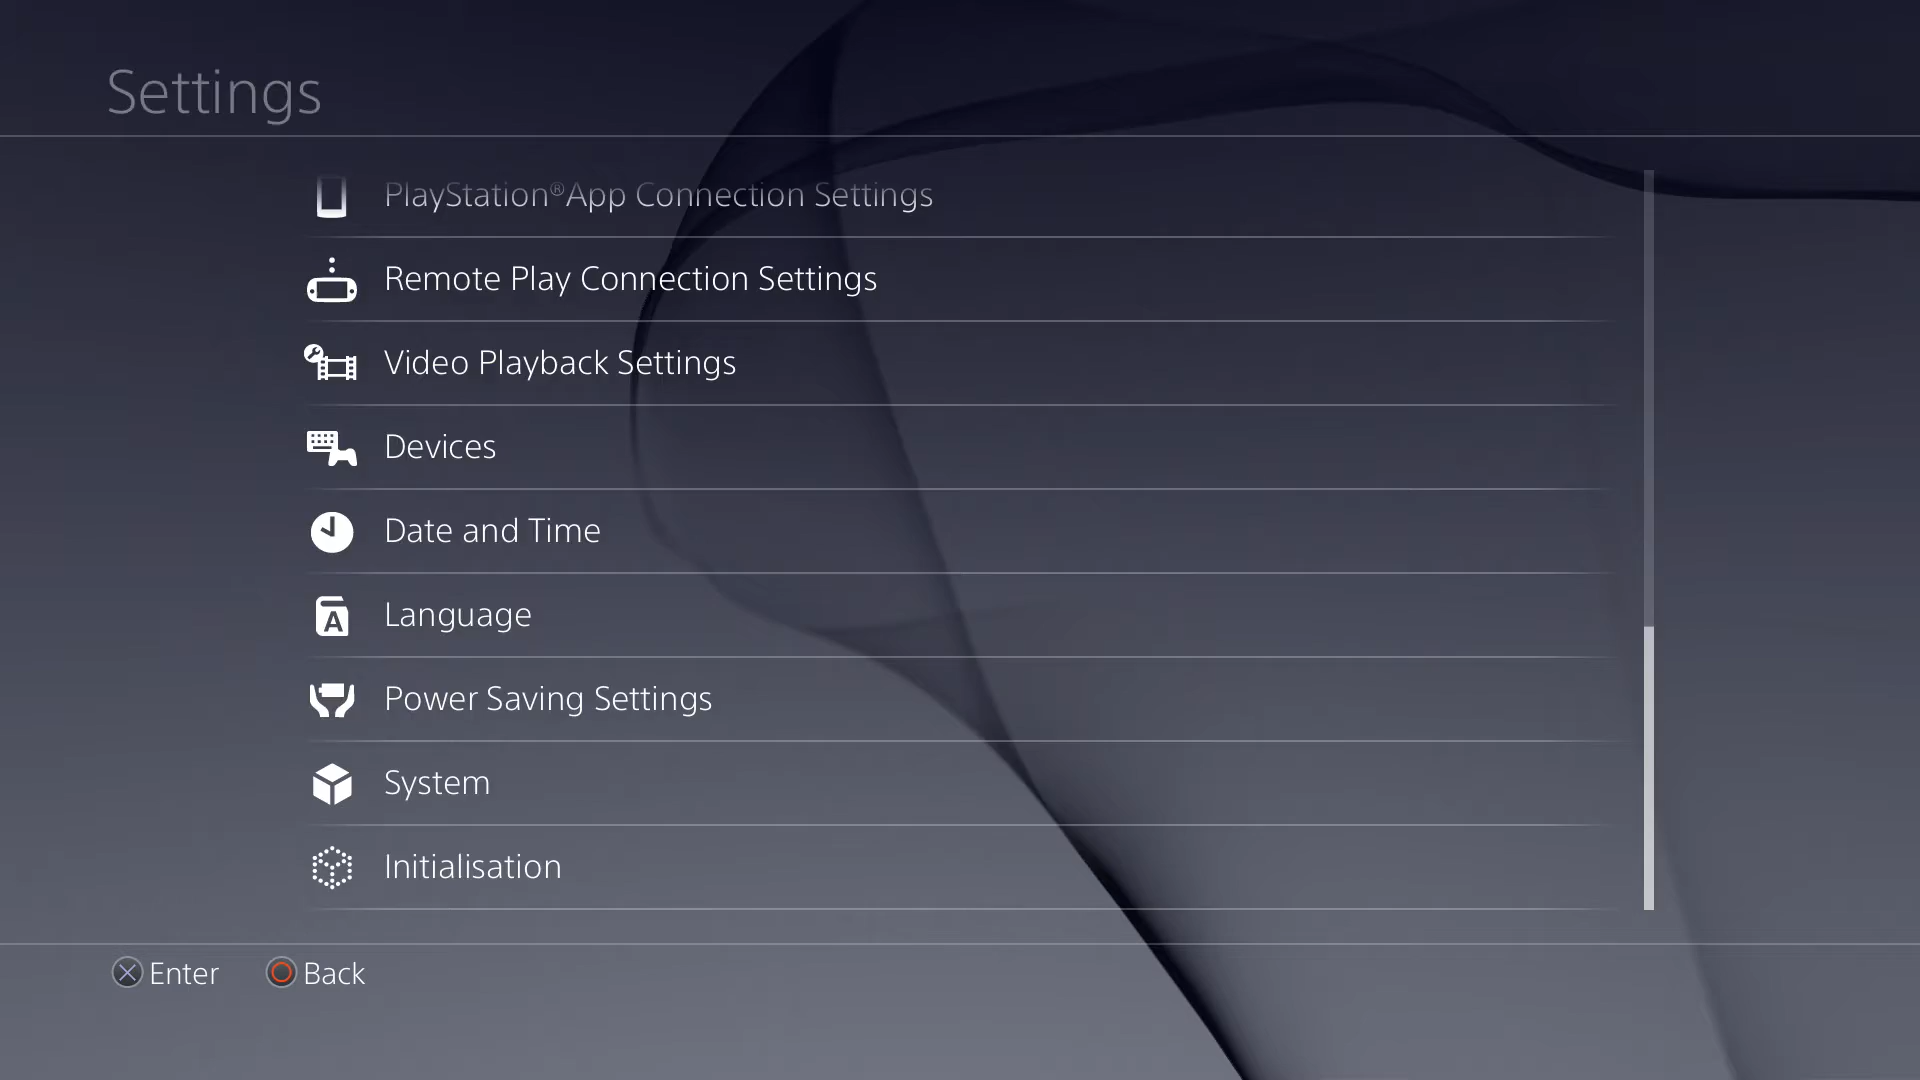 Settings
PlayStation®App Connection Settings
Remote Play Connection Settings
Video Playback Settings
Devices
Date and Time
Language
Power Saving Settings
System
Initialisation
Enter Back